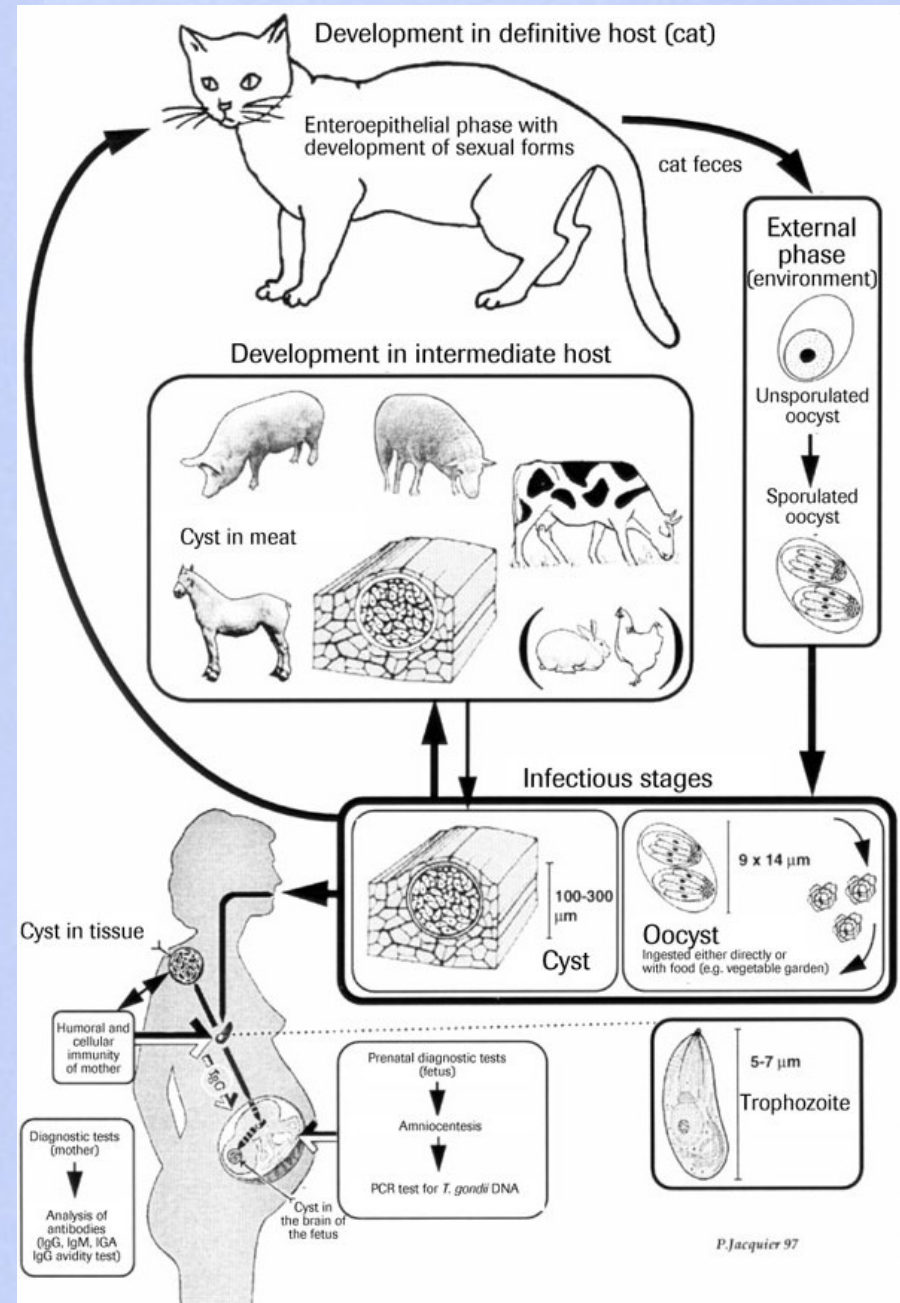 Development in definitive host (cat)
Enteroepithelial phase with
development of sexual forms
cat feces
External
phase
(environment)
Unsporulated
oocyst
Sporulated
oocyst
Development in intermediate host
Cyst in meat
Infectious stages
100-300
µm
Cyst
9 x 14 µm
Oocyst
Ingested either directly or
with food (e.g. vegetable garden)
Cyst in tissue
Humoral and
cellular
immunity
of mother
IgG
Diagnostic tests
(mother)
Analysis of
antibodies
(IgG, IgM, IGA
IgG avidity test)
Cyst in
the brain of
the fetus
Prenatal diagnostic tests
(fetus)
Amniocentesis
PCR test for T. gondii DNA
5-7 µm
Trophozoite
P.Jacquier 97